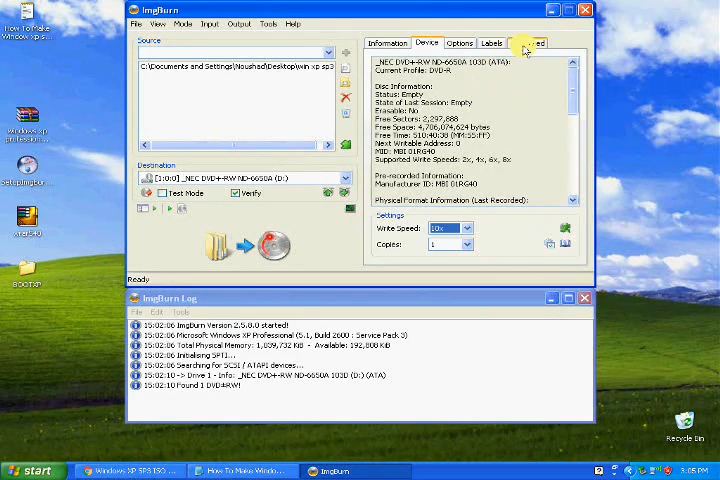 How To Make
Window xp s...
windows xp
profession...
SetupImgBur...
wrar540
BOOTXP
Recycle Bin
ImgBurn
File View Mode Input Output Tools Help
Source
C:\Documents and Settings\Noushad\Desktop\win xp sp3
Destination
[1:0:0] _NEC DVD+-RW ND-6650A (D:)
Test Mode Verify
Ready
Information Device Options Labels
_NEC DVD+-RW ND-6650A 103D (ATA):
Current Profile: DVD-R
Disc Information:
Status: Empty
State of Last Session: Empty
Erasable: No
Free Sectors: 2,297,888
Free Space: 4,706,074,624 bytes
Free Time: 510:40:38 (MM:SS:FF)
Next Writable Address: 0
MID: MBI 01RG40
Supported Write Speeds: 2x, 4x, 6x, 8x
Pre-recorded Information:
Manufacturer ID: MBI 01RG40
Physical Format Information (Last Recorded):
Settings
Write Speed: 10x
Copies: 1
ImgBurn Log
File Edit Tools
15:02:06 ImgBurn Version 2.5.8.0 started!
15:02:06 Microsoft Windows XP Professional (5.1, Build 2600 : Service Pack 3)
15:02:06 Total Physical Memory: 1,039,732 KiB - Available: 192,808 KiB
15:02:06 Initialising SPTI...
15:02:06 Searching for SCSI / ATAPI devices...
15:02:10 -> Drive 1 - Info: _NEC DVD+-RW ND-6650A 103D (D:) (ATA)
15:02:10 Found 1 DVD±RW!
start Windows XP SP3 ISO ... How To Make Windo... ImgBurn 3:05 PM